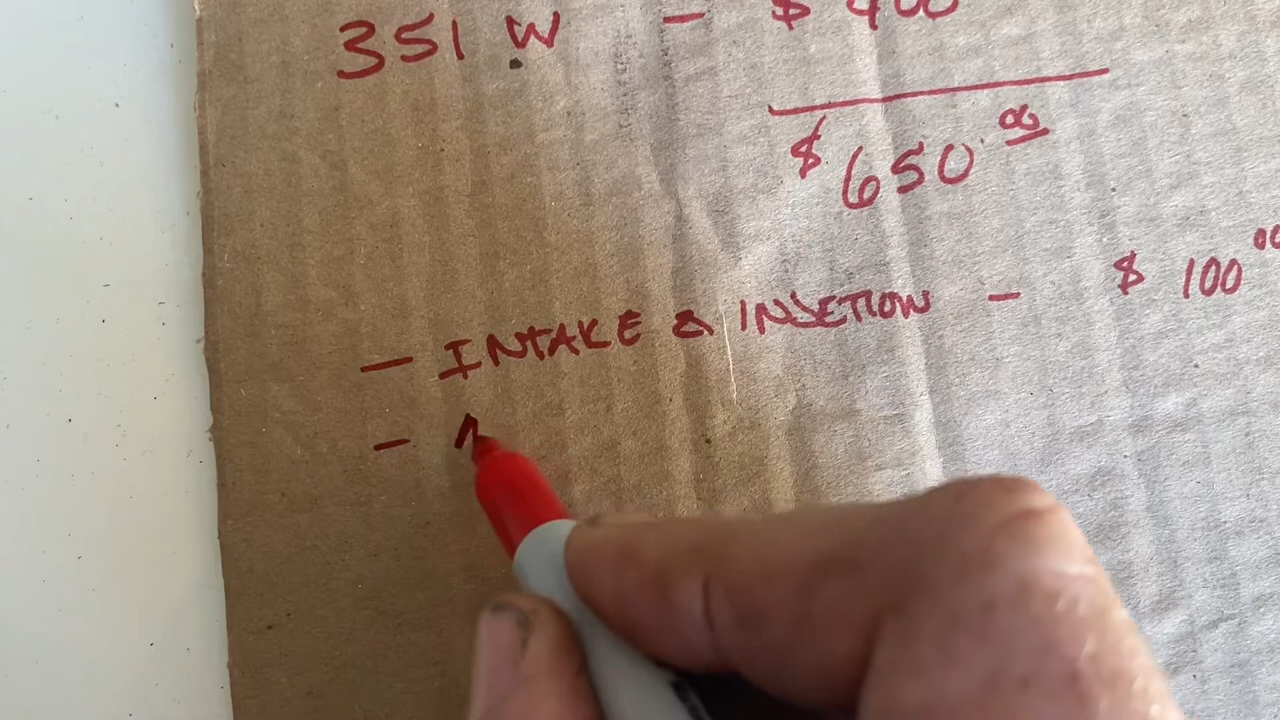 351 W - $ 400
$ 650.00
- INTAKE & INJETION - $ 100 00
-